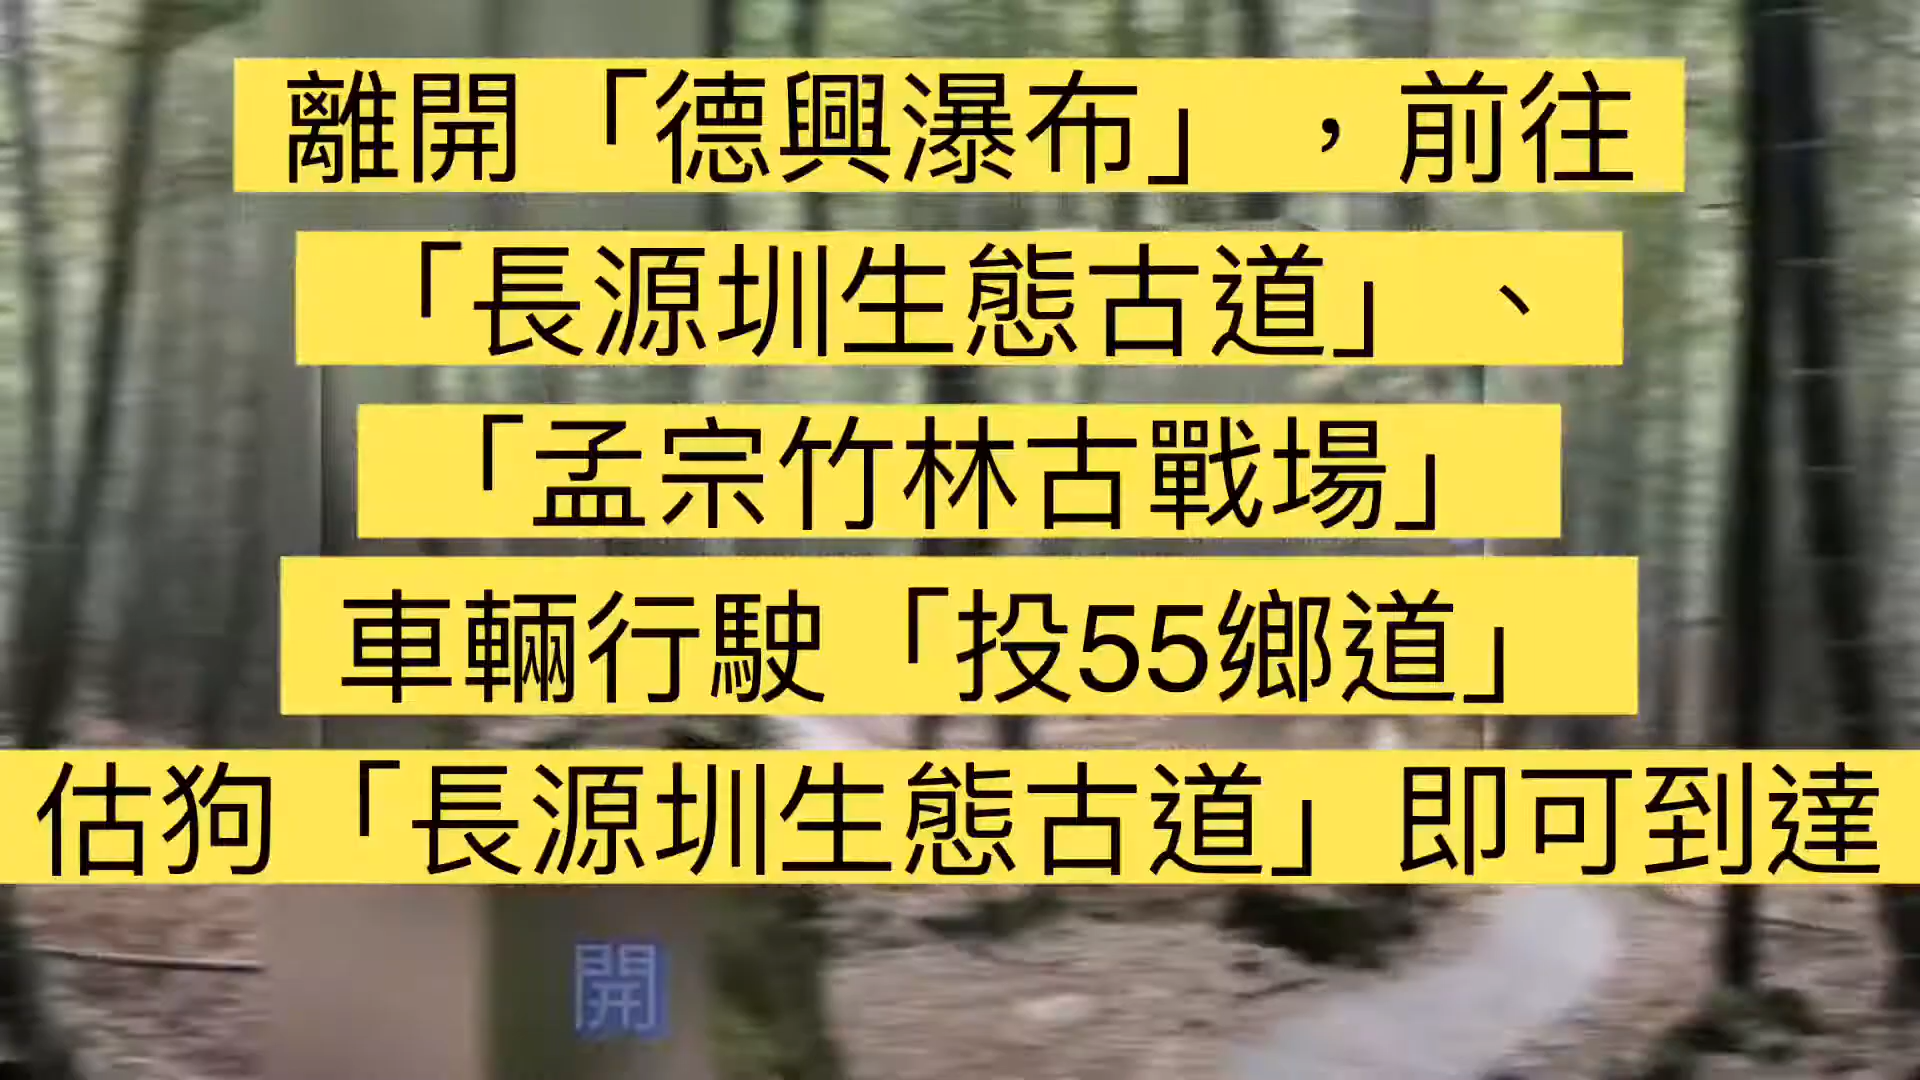 離開「德興瀑布」，前往
「長源圳生態古道」、
「孟宗竹林古戰場」
車輛行駛「投55鄉道」
估狗「長源圳生態古道」即可到達
開